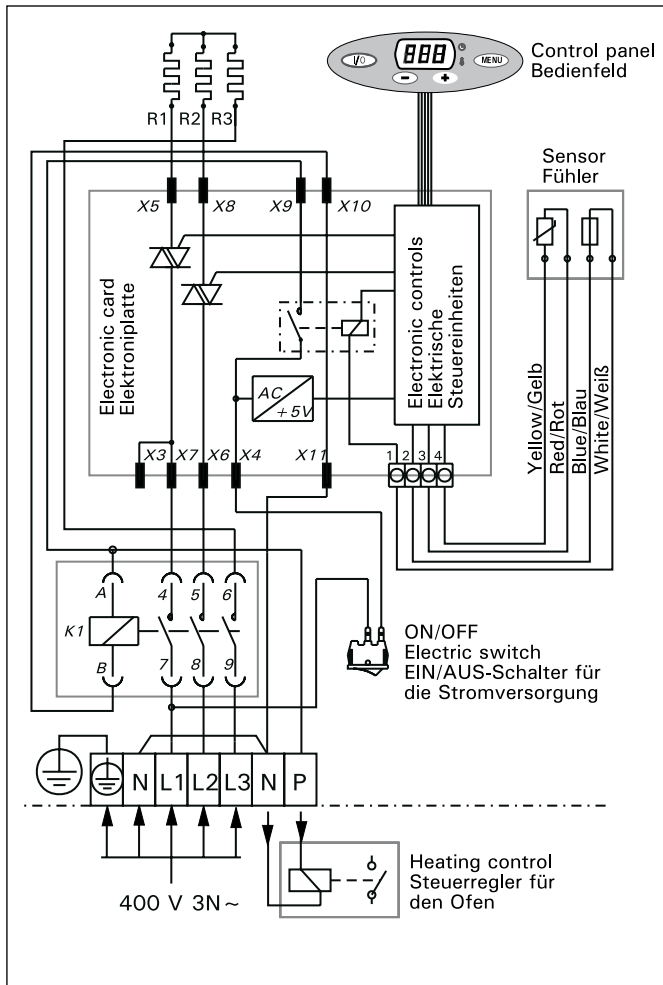 I/O
888
MENU
− +
Control panel
Bedienfeld
R1 R2 R3
Sensor
Fühler
X5 X8 X9 X10
Electronic card
Elektroniplatte
Electronic controls
Elektrische
Steuereinheiten
AC
+5V
Yellow/Gelb
Red/Rot
Blue/Blau
White/Weiß
X3 X7 X6 X4 X11
1 2 3 4
A 4 5 6
K1
B 7 8 9
ON/OFF
Electric switch
EIN/AUS-Schalter für
die Stromversorgung
N L1 L2 L3 N P
400 V 3N~
Heating control
Steuerregler für
den Ofen